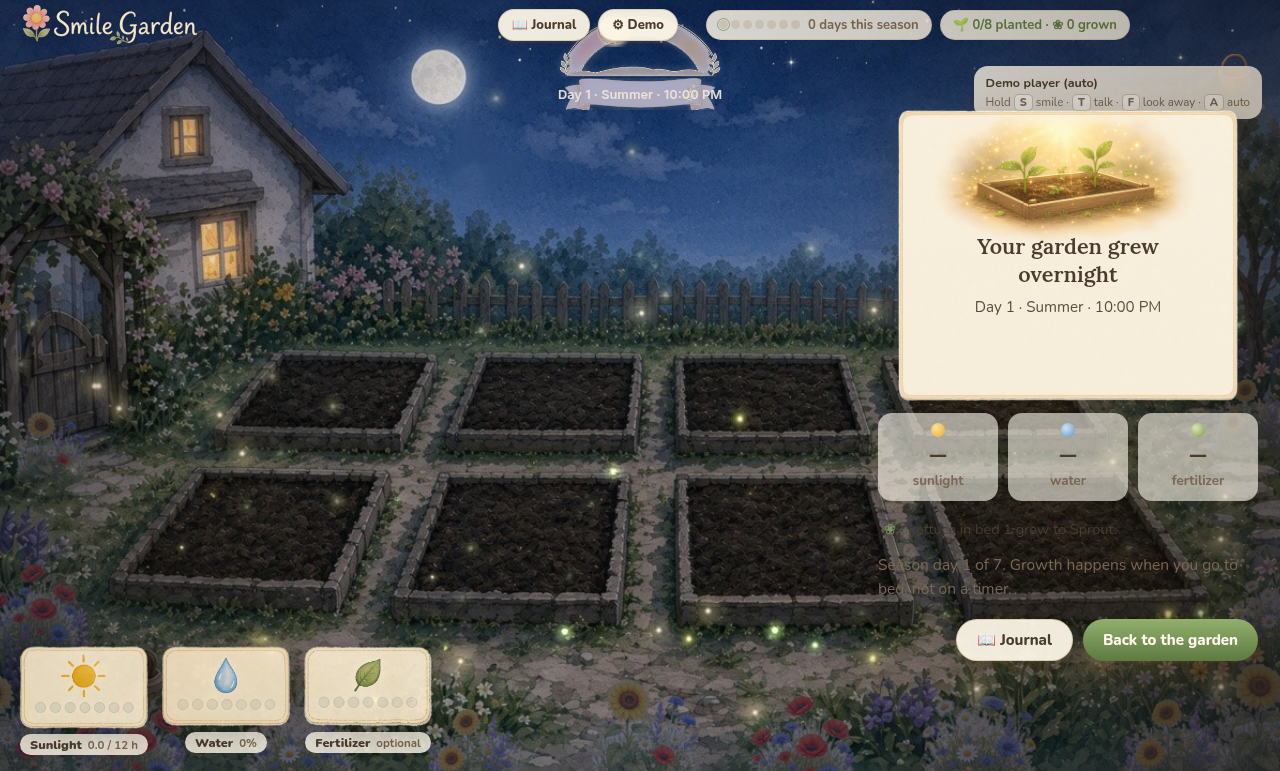 Smile Garden
📖 Journal
⚙ Demo
0 days this season
🌱 0/8 planted · ❀ 0 grown
Day 1 · Summer · 10:00 PM
Demo player (auto)
Hold S smile · T talk · F look away · A auto
Your garden grew
overnight
Day 1 · Summer · 10:00 PM
—
sunlight
—
water
—
fertilizer
in bed 1 grew to Sprout.
Season day 1 of 7. Growth happens when you go to
bed, not on a timer.
📖 Journal
Back to the garden
Sunlight 0.0 / 12 h
Water 0%
Fertilizer optional